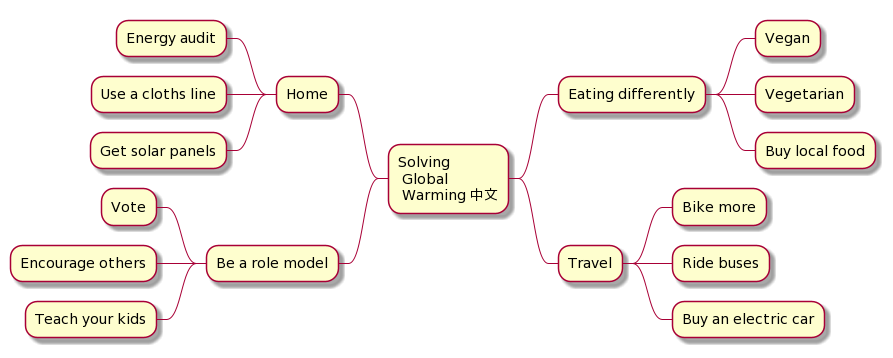 Energy audit
Use a cloths line
Get solar panels
Home
Vote
Encourage others
Teach your kids
Be a role model
Solving
Global
Warming 中文
Eating differently
Vegan
Vegetarian
Buy local food
Travel
Bike more
Ride buses
Buy an electric car